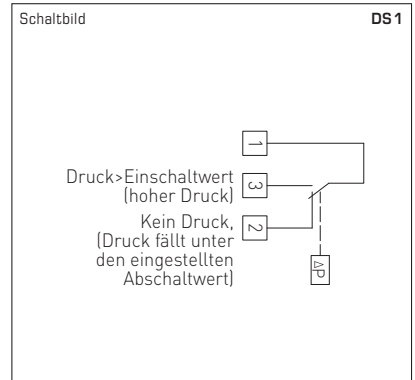 Schaltbild DS1
1
Druck>Einschaltwert
(hoher Druck)
3
Kein Druck,
(Druck fällt unter
den eingestellten
Abschaltwert)
2
ΔP